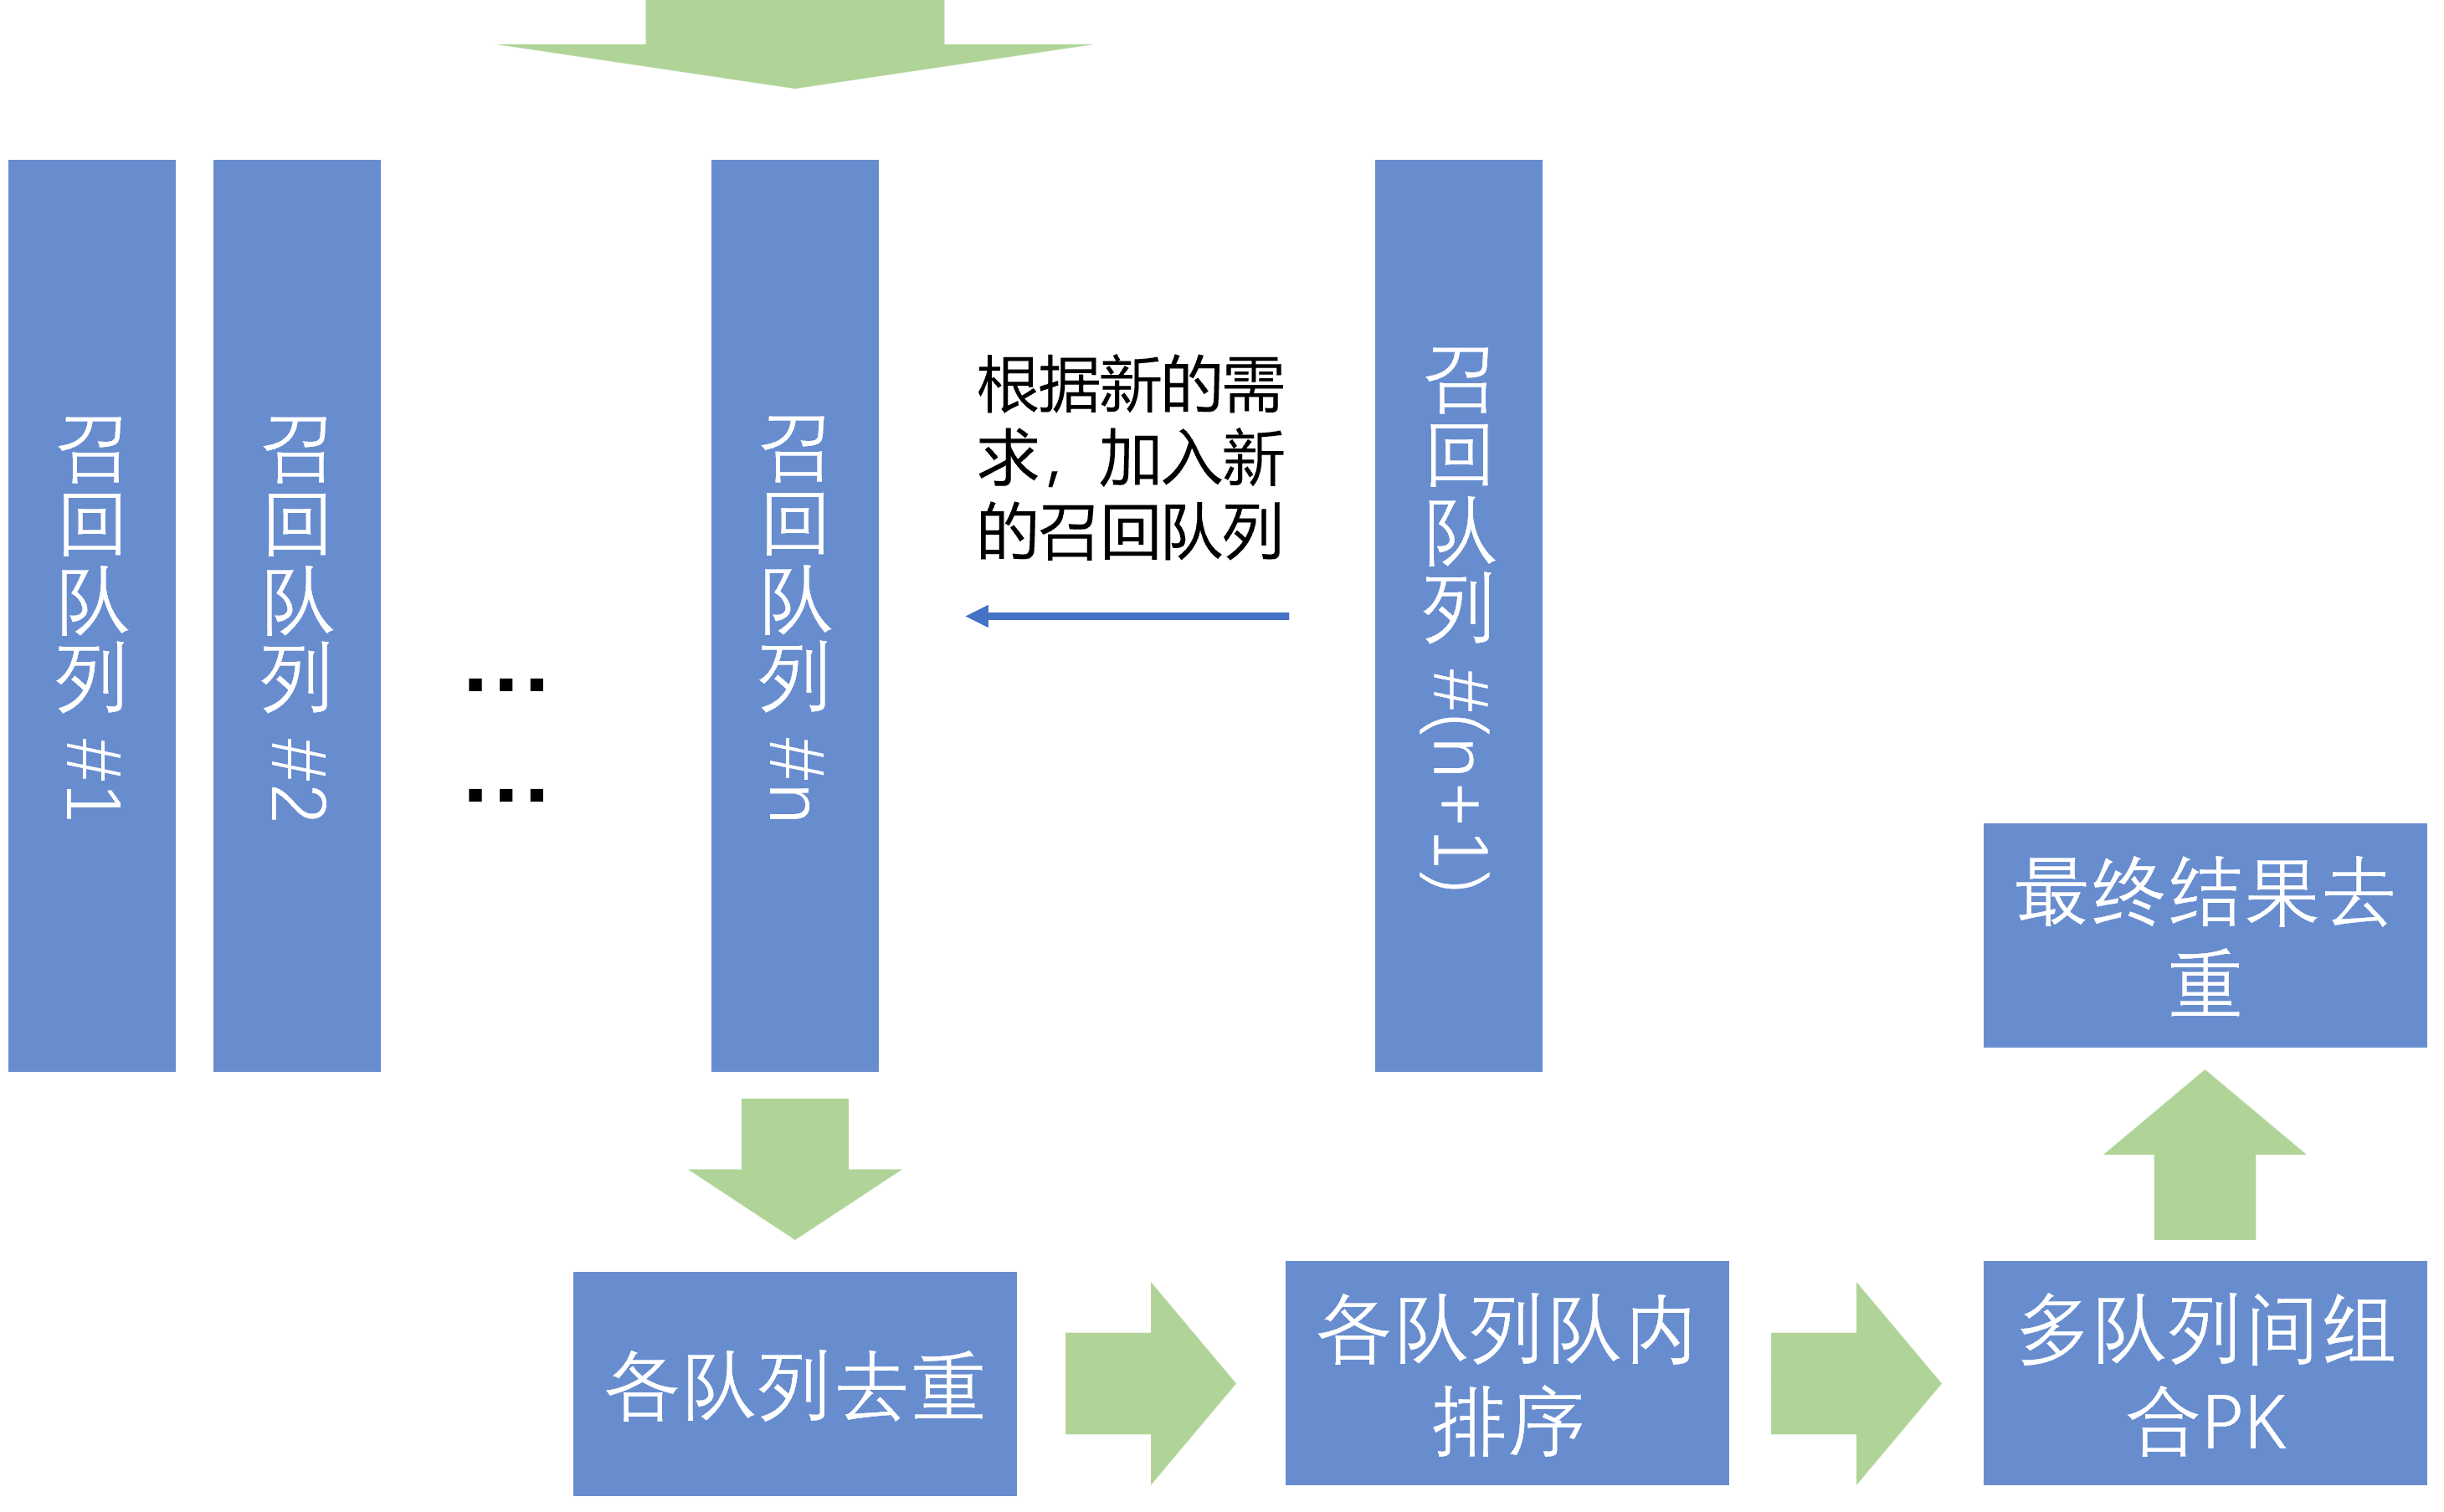 召回队列 #1
召回队列 #2
...
...
召回队列 #n
根据新的需
求，加入新
的召回队列
召回队列 #(n+1)
最终结果去
重
各队列去重
各队列队内
排序
多队列间组
合PK